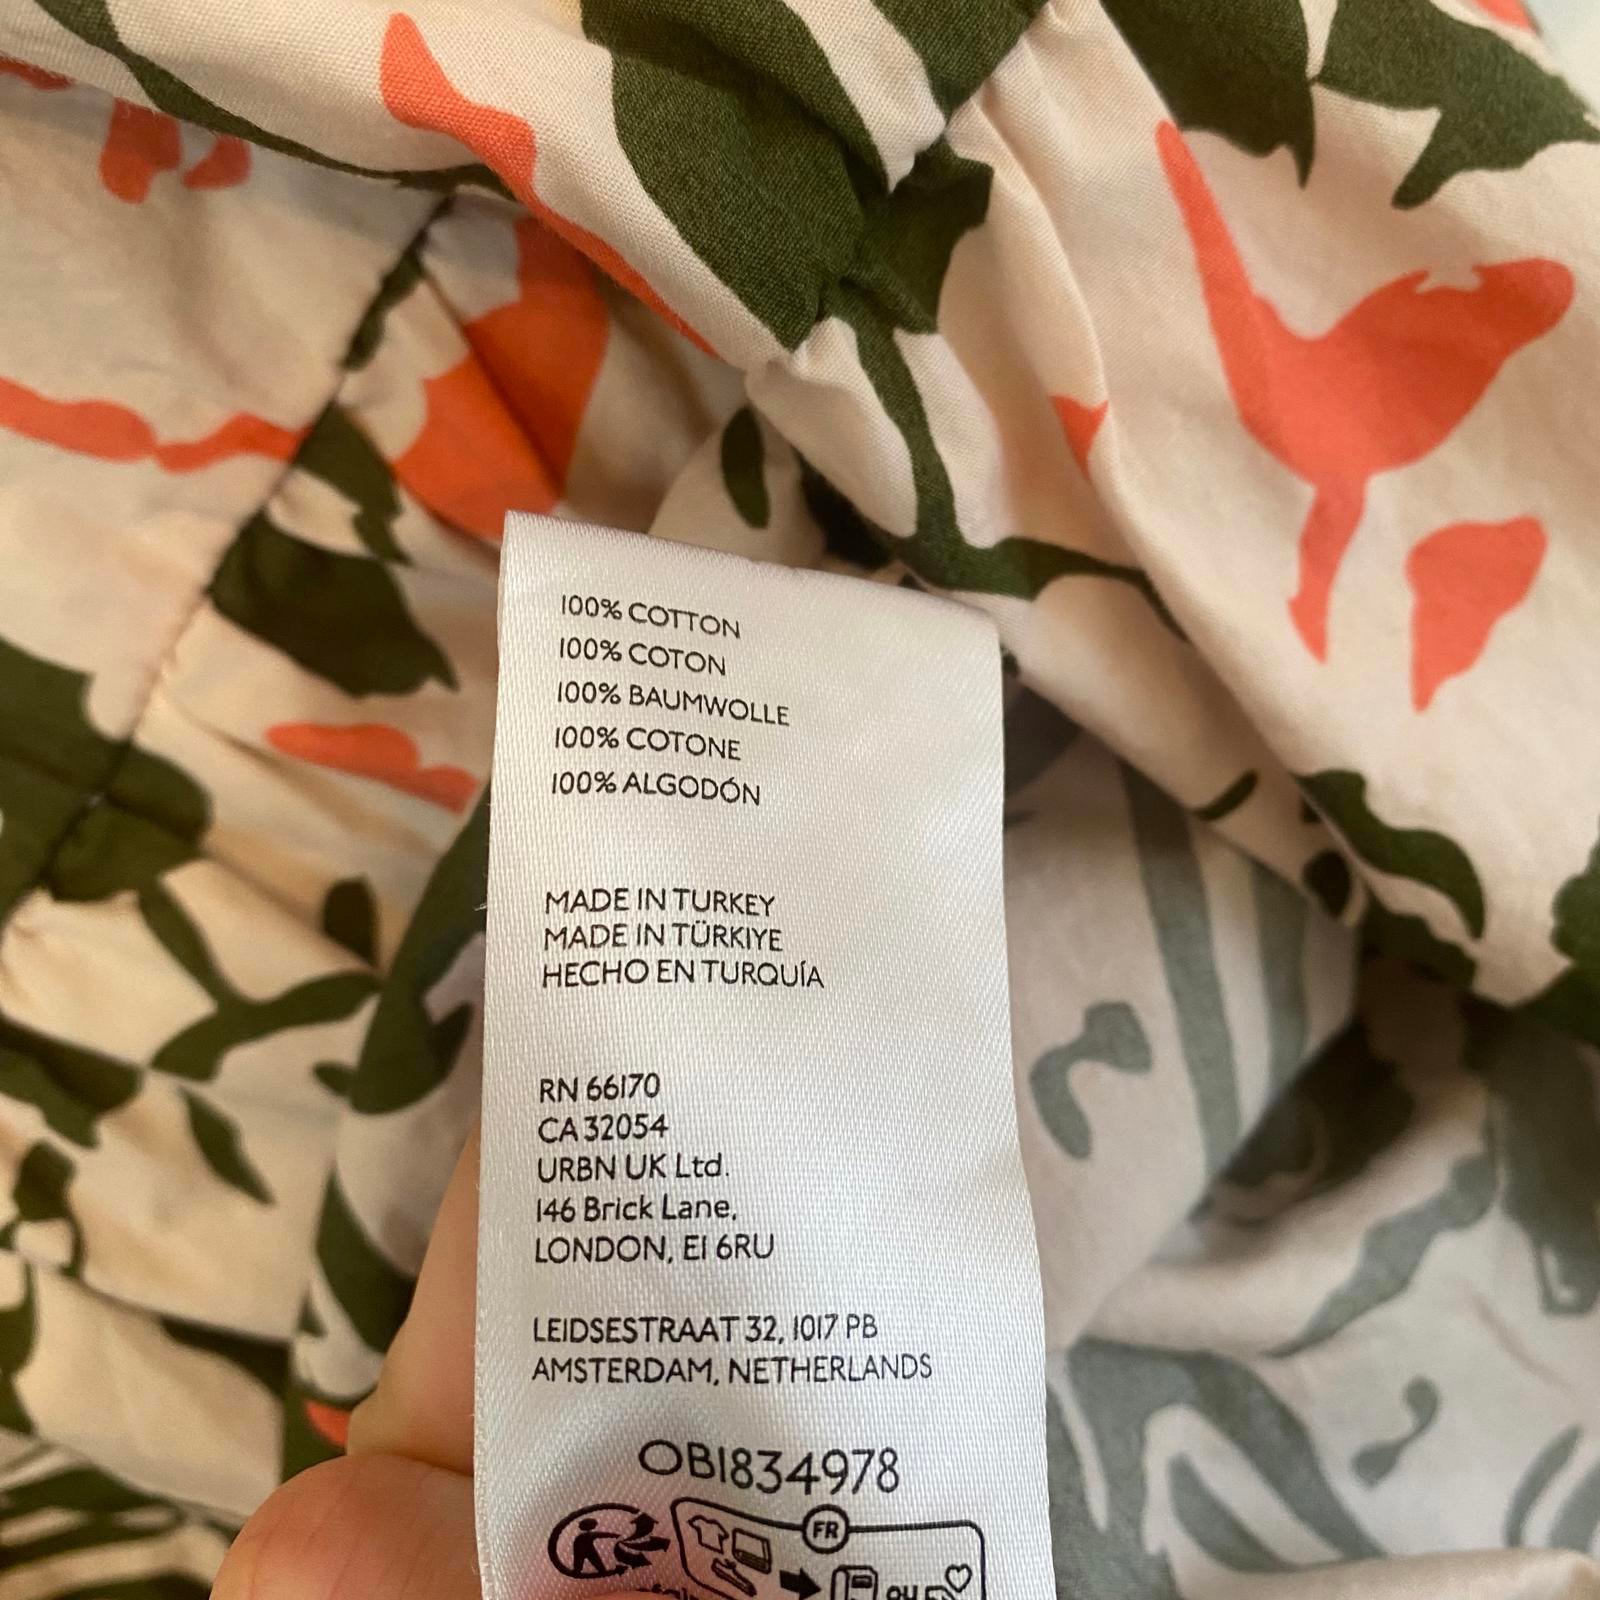 100% COTTON
100% COTON
100% BAUMWOLLE
100% COTONE
100% ALGODÓN
MADE IN TURKEY
MADE IN TÜRKIYE
HECHO EN TURQUÍA
RN 66170
CA 32054
URBN UK Ltd.
146 Brick Lane,
LONDON, E1 6RU
LEIDSESTRAAT 32, 1017 PB
AMSTERDAM, NETHERLANDS
OB1834978
FR
ou